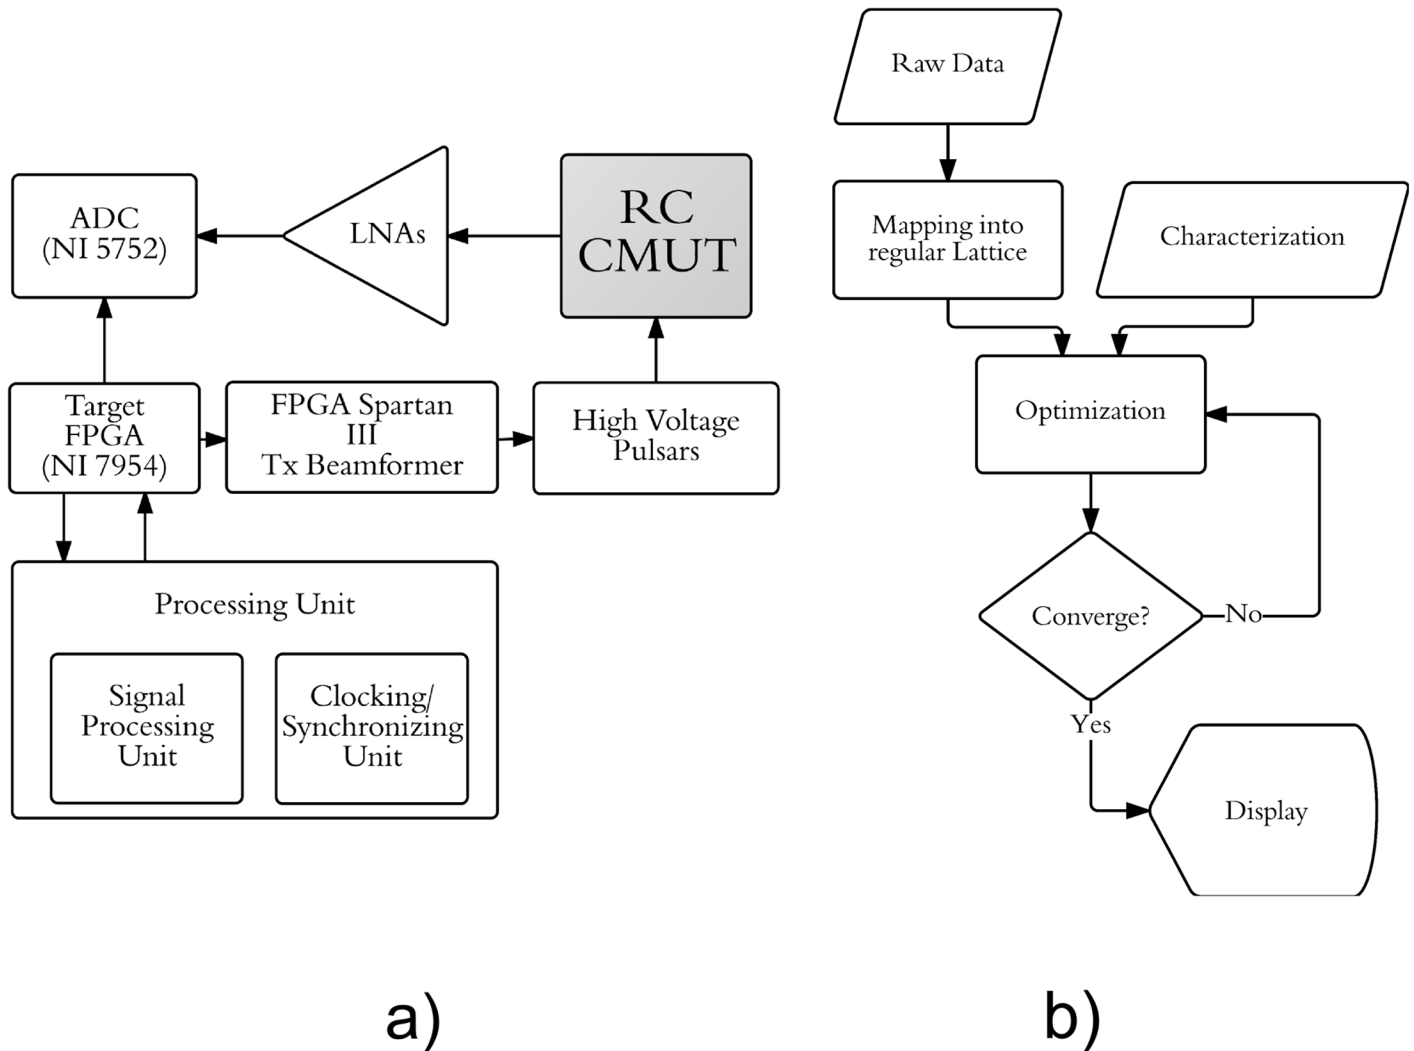 ADC
(NI 5752)
LNAs
RC
CMUT
Target
FPGA
(NI 7954)
FPGA Spartan
III
Tx Beamformer
High Voltage
Pulsars
Processing Unit
Signal
Processing
Unit
Clocking/
Synchronizing
Unit
a)
Raw Data
Mapping into
regular Lattice
Characterization
Optimization
Converge?
No
Yes
Display
b)